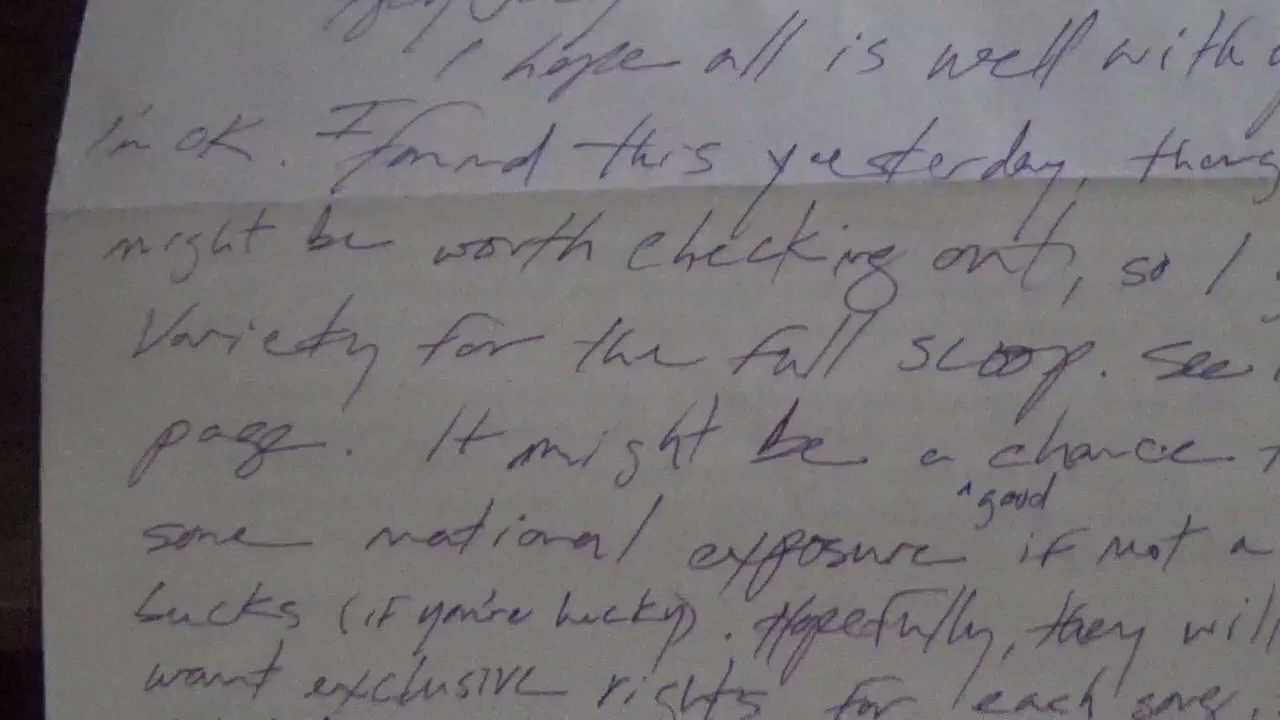 I hope all is well with
I'm OK. I found this yesterday,
might be worth checking out, so I
Variety for the full scoop. See
page. It might be a ^good chance
some national exposure if not a
bucks (if you're lucky). Hopefully, they will
want exclusive rights for each song.